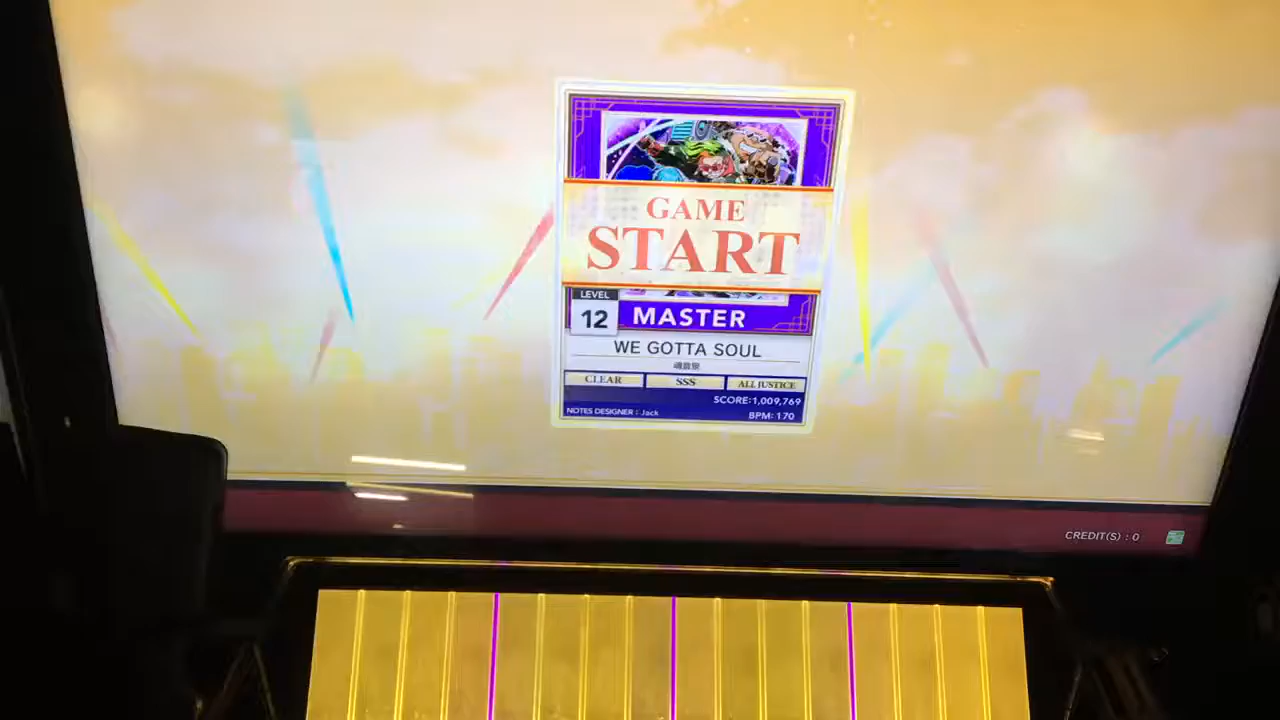 GAME
START
LEVEL
12
MASTER
WE GOTTA SOUL
CLEAR SSS ALL JUSTICE
SCORE:1,009,769
NOTES DESIGNER : Jack
BPM: 170
CREDIT(S) : 0